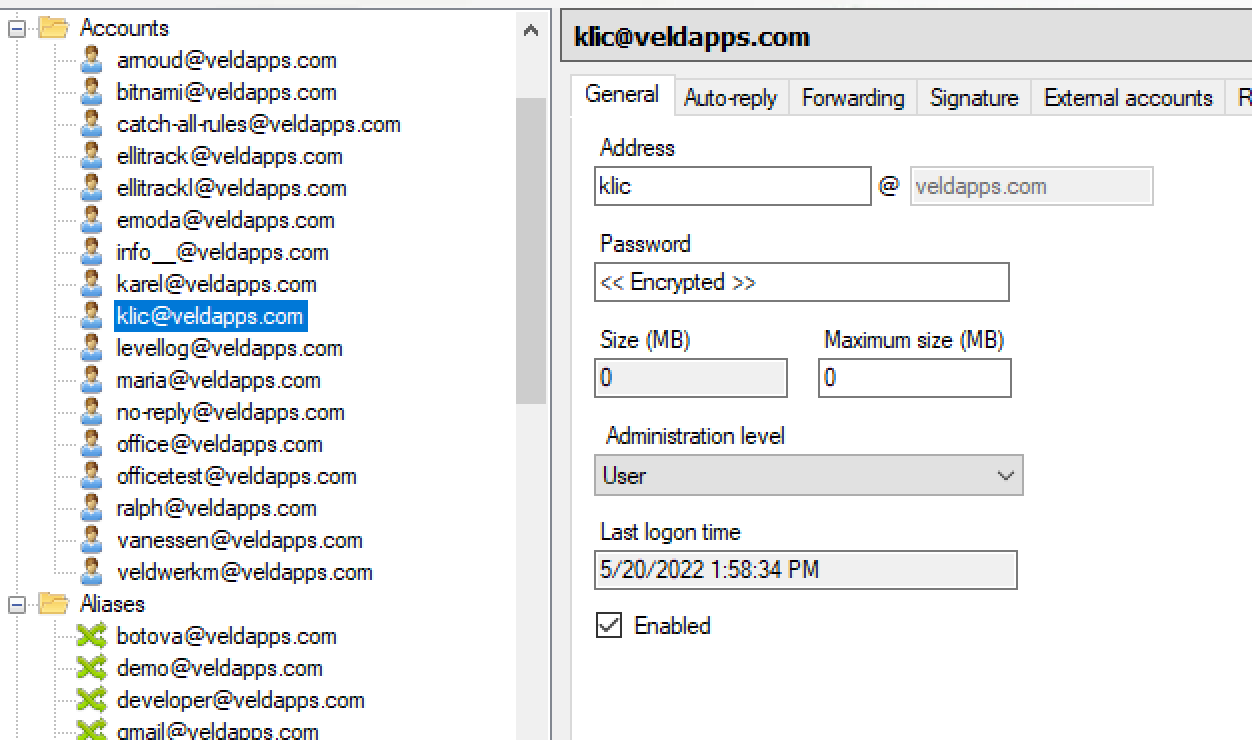 Accounts
arnoud@veldapps.com
bitnami@veldapps.com
catch-all-rules@veldapps.com
ellitrack@veldapps.com
ellitrackl@veldapps.com
emoda@veldapps.com
info__@veldapps.com
karel@veldapps.com
klic@veldapps.com
levellog@veldapps.com
maria@veldapps.com
no-reply@veldapps.com
office@veldapps.com
officetest@veldapps.com
ralph@veldapps.com
vanessen@veldapps.com
veldwerkm@veldapps.com
Aliases
botova@veldapps.com
demo@veldapps.com
developer@veldapps.com
gmail@veldapps.com
klic@veldapps.com
General Auto-reply Forwarding Signature External accounts R
Address
klic @ veldapps.com
Password
<< Encrypted >>
Size (MB) Maximum size (MB)
0 0
Administration level
User
Last logon time
5/20/2022 1:58:34 PM
Enabled